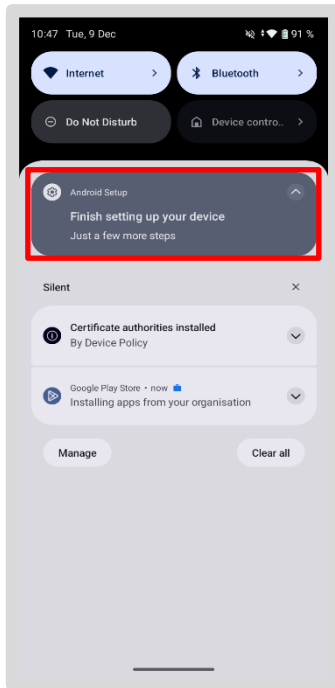 10:47 Tue, 9 Dec 91 %
Internet
Bluetooth
Do Not Disturb
Device contro..
Android Setup
Finish setting up your device
Just a few more steps
Silent
Certificate authorities installed
By Device Policy
Google Play Store • now
Installing apps from your organisation
Manage
Clear all